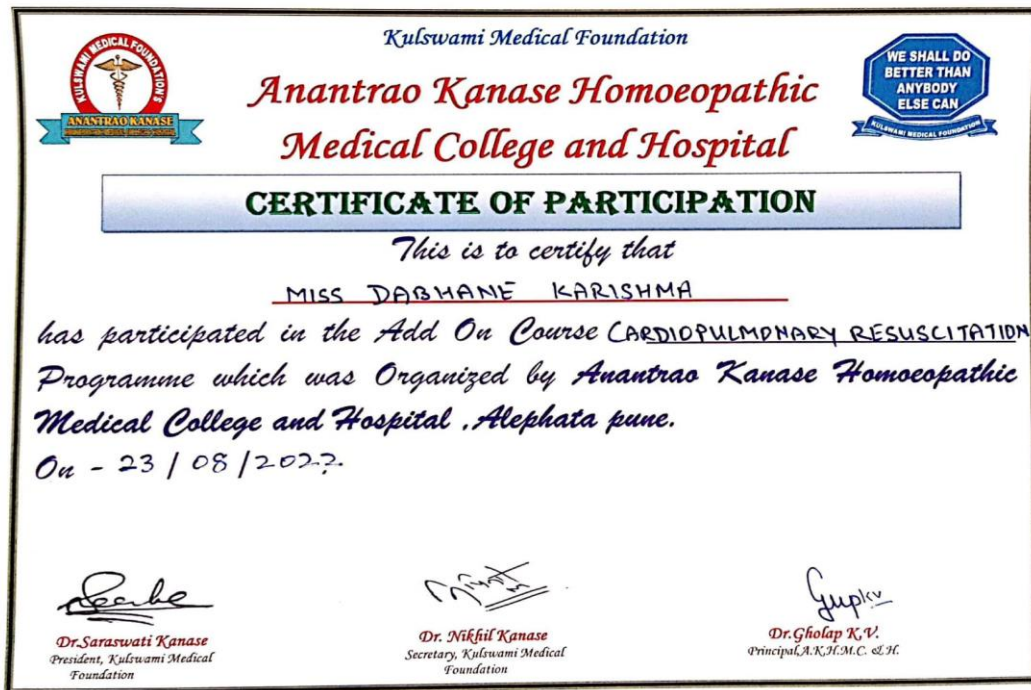 Kulswami Medical Foundation
KULSWAMI MEDICAL FOUNDATION'S
ANANTRAO KANASE
WE SHALL DO
BETTER THAN
ANYBODY
ELSE CAN
KULSWAMI MEDICAL FOUNDATION
Anantrao Kanase Homoeopathic
Medical College and Hospital
CERTIFICATE OF PARTICIPATION
This is to certify that
MISS DABHANE KARISHMA
has participated in the Add On Course CARDIOPULMONARY RESUSCITATION
Programme which was Organized by Anantrao Kanase Homoeopathic
Medical College and Hospital ,Alephata pune.
On - 23 / 08 / 2022
Dr.Saraswati Kanase
President, Kulswami Medical
Foundation
Dr. Nikhil Kanase
Secretary, Kulswami Medical
Foundation
Dr.Gholap K.V.
Principal,A.K.H.M.C. & H.